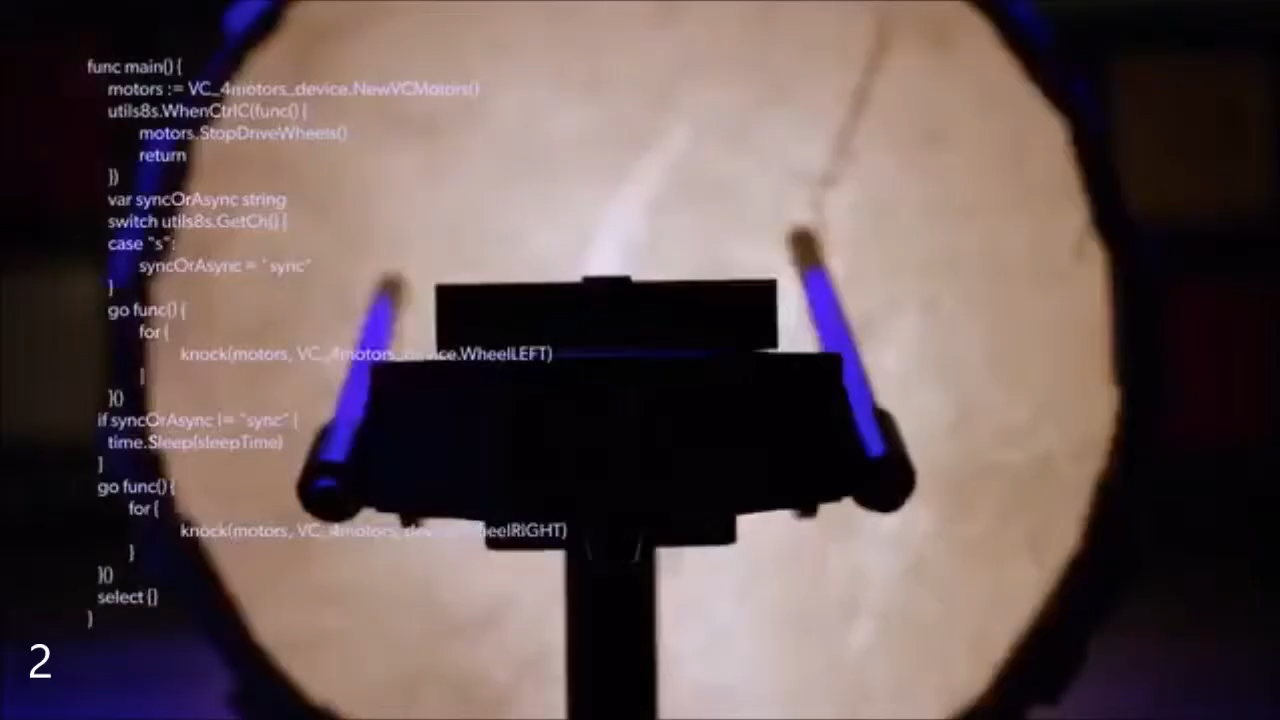 func main() {
motors := VC_4motors_device.NewVCMotors()
utils8s.WhenCtrlC(func() {
motors.StopDriveWheels()
return
})
var syncOrAsync string
switch utils8s.GetCh() {
case "s":
syncOrAsync = "sync"
}
go func() {
for {
knock(motors, VC_4motors_device.WheelLEFT)
}
}()
if syncOrAsync != "sync" {
time.Sleep(sleepTime)
}
go func() {
for {
knock(motors, VC_4motors_device.WheelRIGHT)
}
}()
select {}
}
2